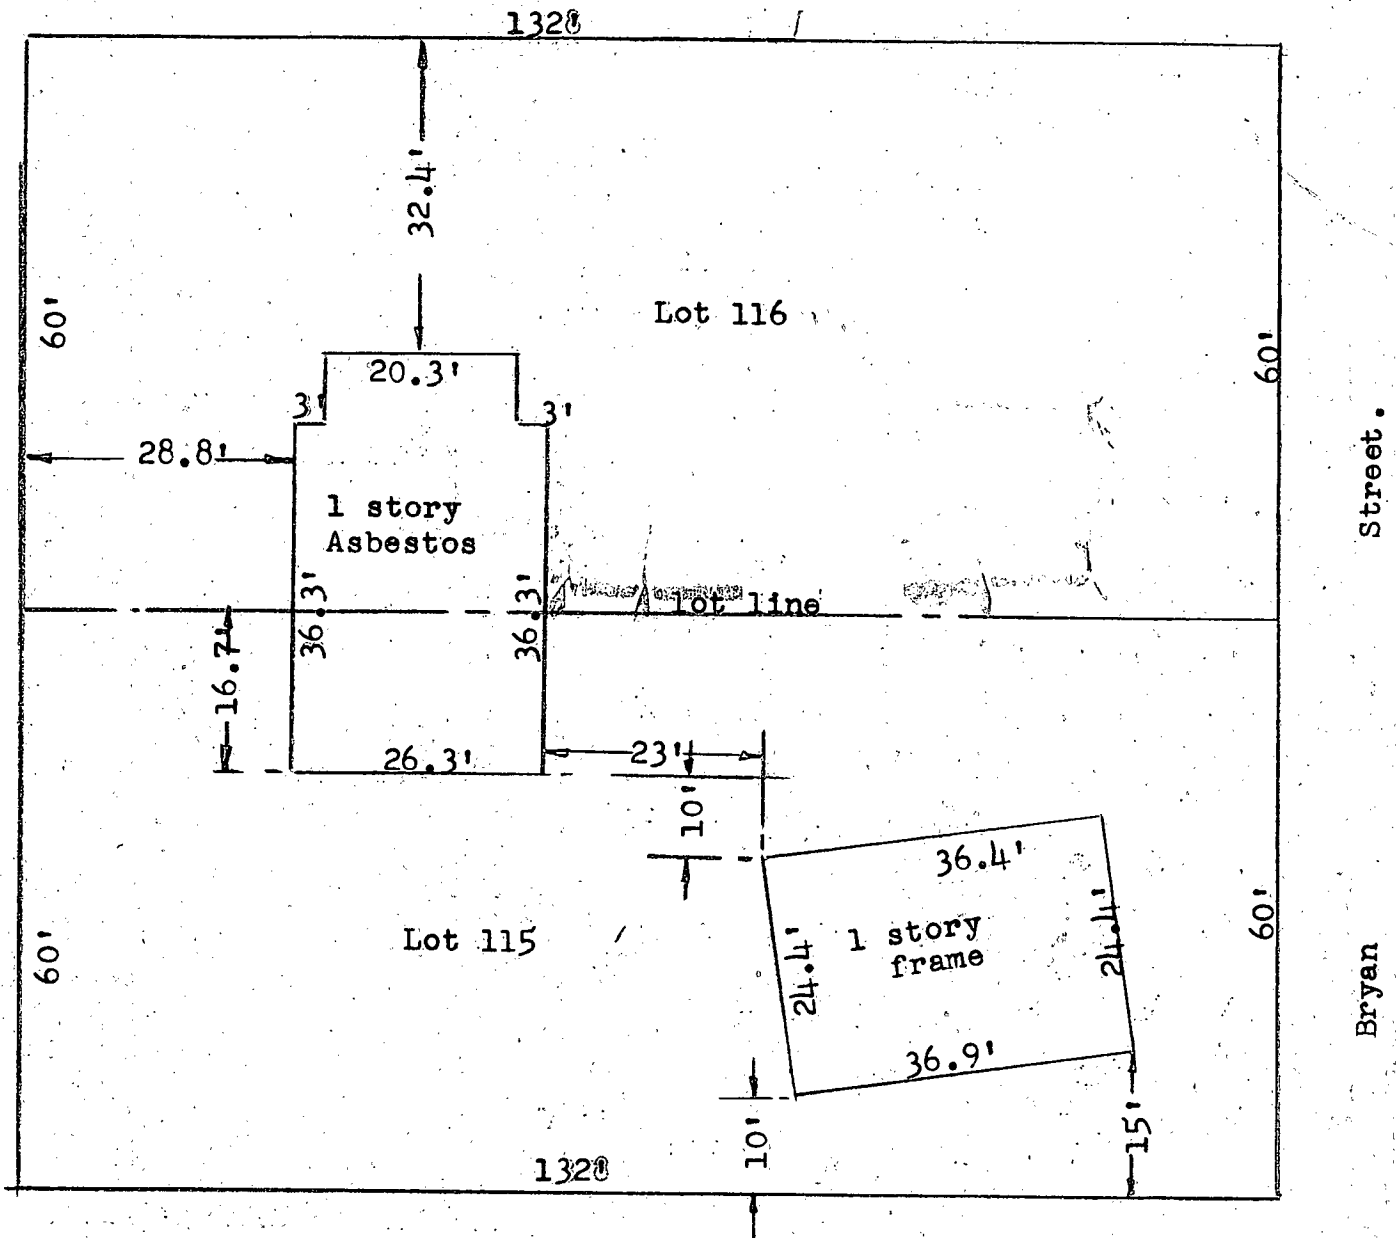 132'
32.4'
60'
Lot 116
60'
20.3'
3'
3'
28.8'
1 story
Asbestos
Street.
36.3'
36.3'
lot line
16.7'
26.3'
23'
10'
36.4'
Lot 115
1 story
frame
60'
24.4'
24.4'
60'
Bryan
36.9'
10'
15'
132'